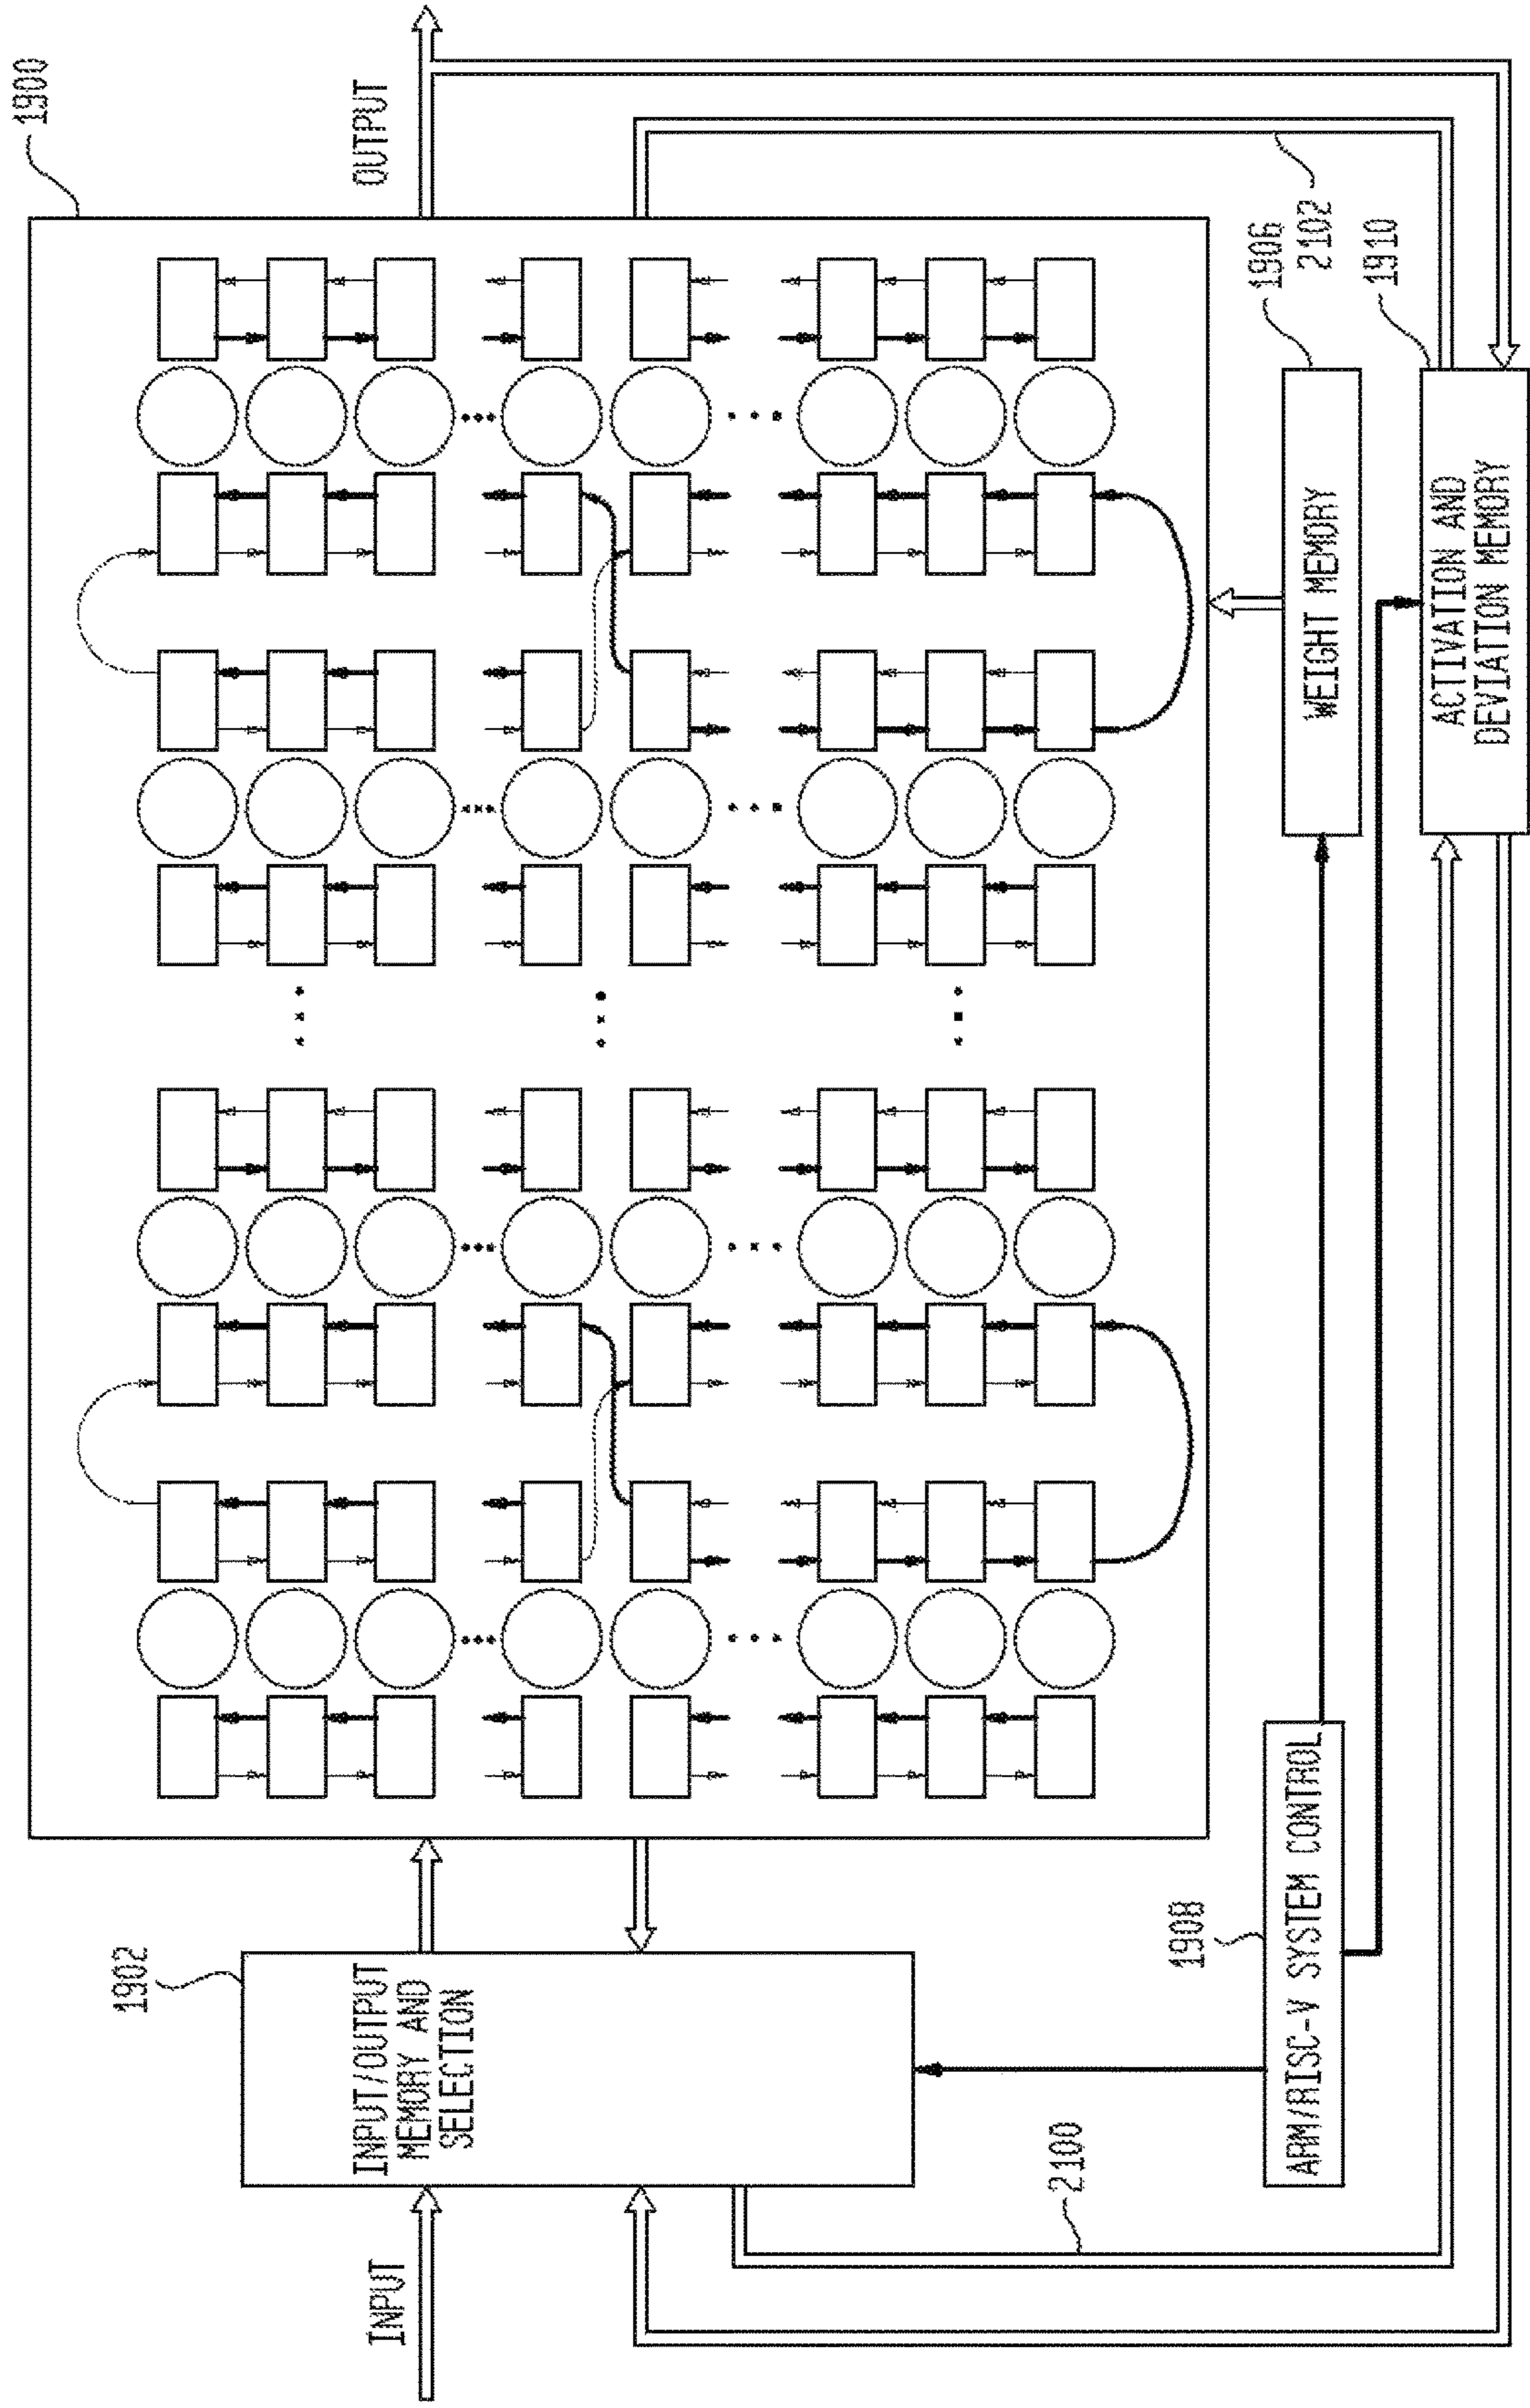 1900
OUTPUT
INPUT
1902
INPUT/OUTPUT
MEMORY AND
SELECTION
2100
1908
ARM/RISC-V SYSTEM CONTROL
1906
WEIGHT MEMORY
2102
1910
ACTIVATION AND
DEVIATION MEMORY